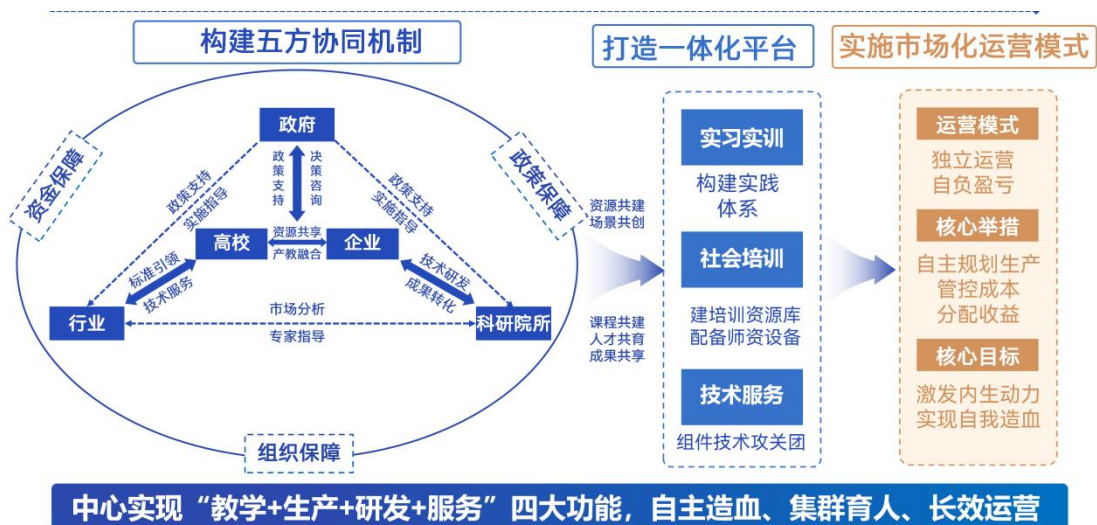 构建五方协同机制
政府
资金保障
政策保障
政策支持
决策咨询
政策支持
实施指导
政策支持
实施指导
高校
资源共享
产教融合
企业
标准引领
技术服务
技术研发
成果转化
行业
市场分析
专家指导
科研院所
组织保障
资源共建
场景共创
课程共建
人才共育
成果共享
打造一体化平台
实习实训
构建实践
体系
社会培训
建培训资源库
配备师资设备
技术服务
组件技术攻关团
实施市场化运营模式
运营模式
独立运营
自负盈亏
核心举措
自主规划生产
管控成本
分配收益
核心目标
激发内生动力
实现自我造血
中心实现“教学+生产+研发+服务”四大功能，自主造血、集群育人、长效运营